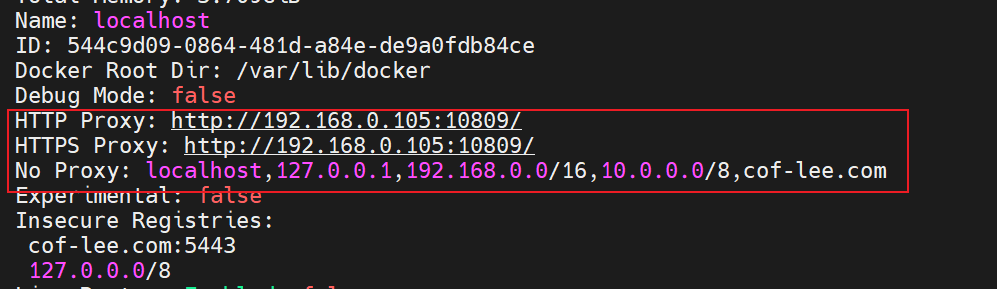 Name: localhost
ID: 544c9d09-0864-481d-a84e-de9a0fdb84ce
Docker Root Dir: /var/lib/docker
Debug Mode: false
HTTP Proxy: http://192.168.0.105:10809/
HTTPS Proxy: http://192.168.0.105:10809/
No Proxy: localhost,127.0.0.1,192.168.0.0/16,10.0.0.0/8,cof-lee.com
Experimental: false
Insecure Registries:
cof-lee.com:5443
127.0.0.0/8